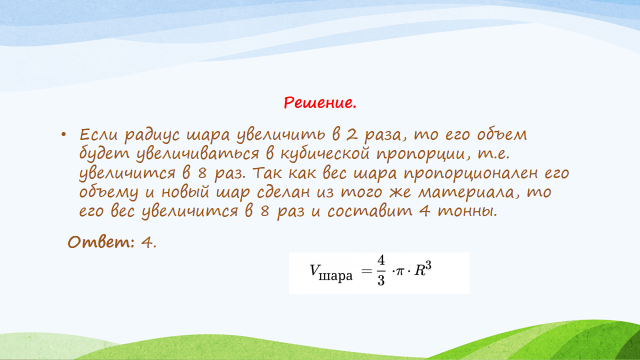 Решение.
• Если радиус шара увеличить в 2 раза, то его объем
будет увеличиваться в кубической пропорции, т.е.
увеличится в 8 раз. Так как вес шара пропорционален его
объему и новый шар сделан из того же материала, то
его вес увеличится в 8 раз и составит 4 тонны.
Ответ: 4.
V шара = 4/3 · π · R³